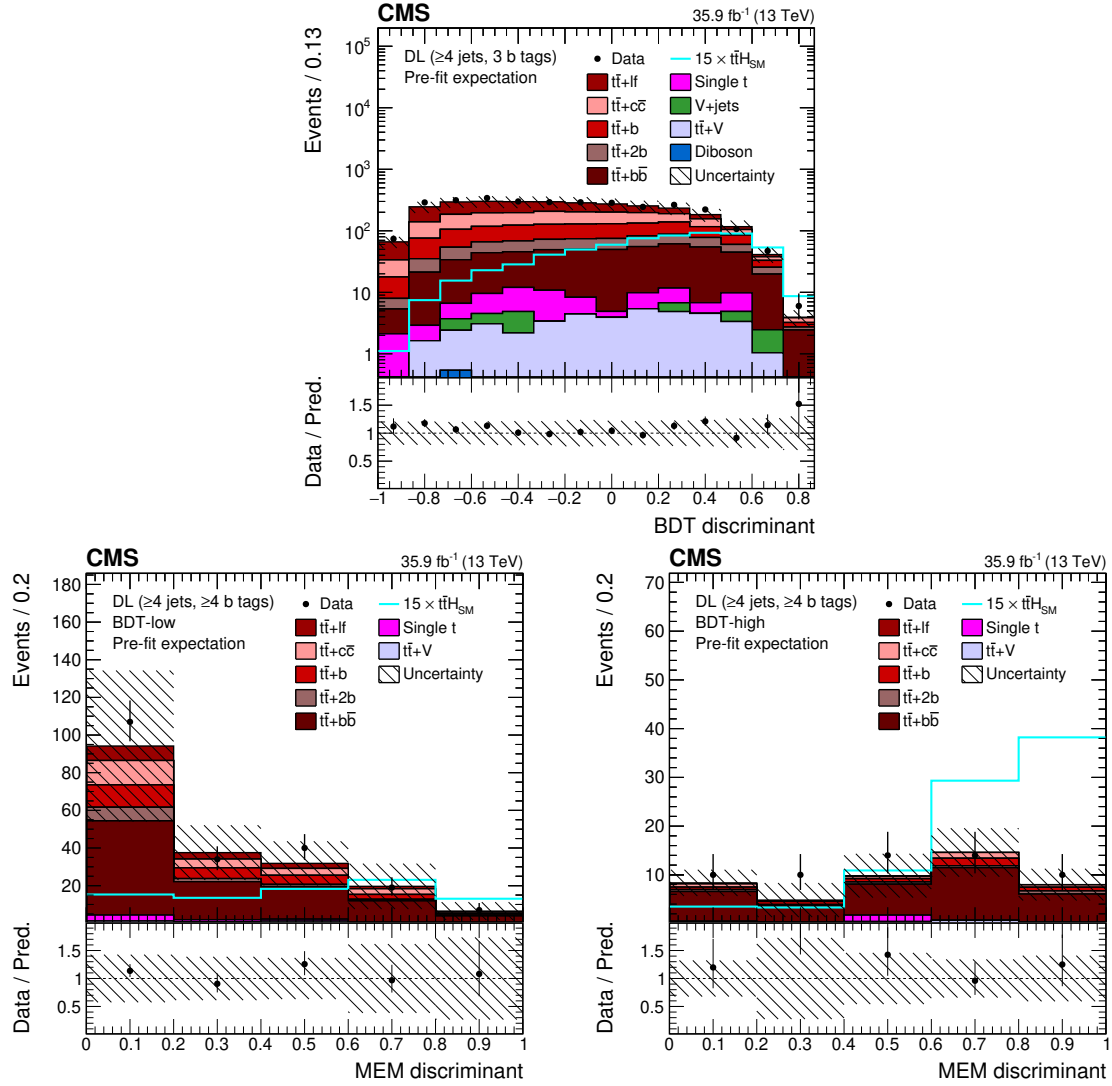 CMS 35.9 fb⁻¹ (13 TeV)
DL (≥4 jets, 3 b tags)
Pre-fit expectation
Data 15 × tt̄H_SM
tt̄+lf Single t
tt̄+cc̄ V+jets
tt̄+b tt̄+V
tt̄+2b Diboson
tt̄+bb̄ Uncertainty
Events / 0.13
10⁵
10⁴
10³
10²
10
1
Data / Pred.
1.5
1
0.5
−1 −0.8 −0.6 −0.4 −0.2 0 0.2 0.4 0.6 0.8
BDT discriminant
CMS 35.9 fb⁻¹ (13 TeV)
DL (≥4 jets, ≥4 b tags)
BDT-low
Pre-fit expectation
Data 15 × tt̄H_SM
tt̄+lf Single t
tt̄+cc̄ tt̄+V
tt̄+b Uncertainty
tt̄+2b
tt̄+bb̄
Events / 0.2
180
160
140
120
100
80
60
40
20
Data / Pred.
1.5
1
0.5
0 0.1 0.2 0.3 0.4 0.5 0.6 0.7 0.8 0.9 1
MEM discriminant
CMS 35.9 fb⁻¹ (13 TeV)
DL (≥4 jets, ≥4 b tags)
BDT-high
Pre-fit expectation
Data 15 × tt̄H_SM
tt̄+lf Single t
tt̄+cc̄ tt̄+V
tt̄+b Uncertainty
tt̄+2b
tt̄+bb̄
Events / 0.2
70
60
50
40
30
20
10
Data / Pred.
1.5
1
0.5
0 0.1 0.2 0.3 0.4 0.5 0.6 0.7 0.8 0.9 1
MEM discriminant